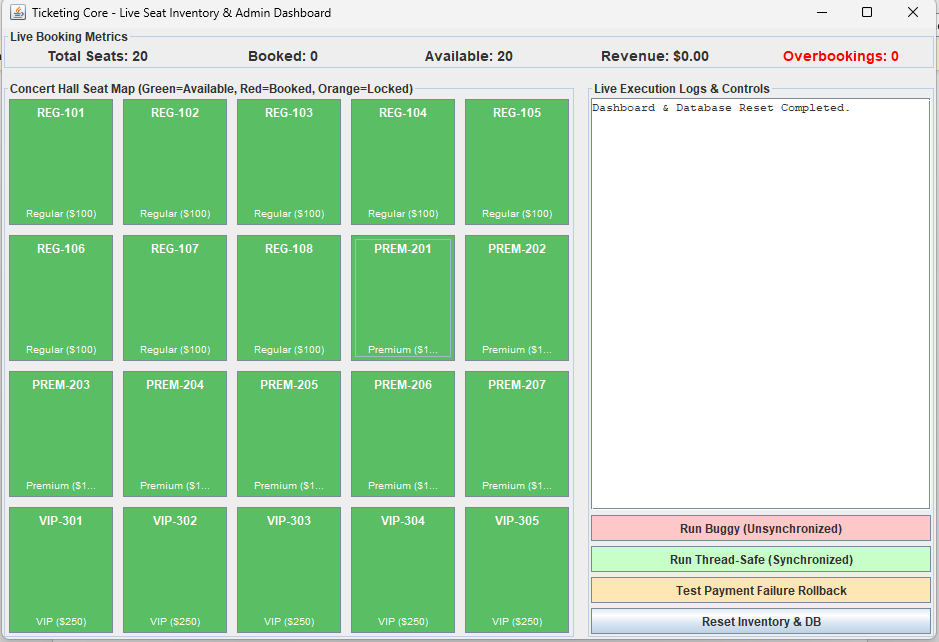 Ticketing Core - Live Seat Inventory & Admin Dashboard
Live Booking Metrics
Total Seats: 20 Booked: 0 Available: 20 Revenue: $0.00 Overbookings: 0
Concert Hall Seat Map (Green=Available, Red=Booked, Orange=Locked)
REG-101 REG-102 REG-103 REG-104 REG-105
Regular ($100) Regular ($100) Regular ($100) Regular ($100) Regular ($100)
REG-106 REG-107 REG-108 PREM-201 PREM-202
Regular ($100) Regular ($100) Regular ($100) Premium ($1... Premium ($1...
PREM-203 PREM-204 PREM-205 PREM-206 PREM-207
Premium ($1... Premium ($1... Premium ($1... Premium ($1... Premium ($1...
VIP-301 VIP-302 VIP-303 VIP-304 VIP-305
VIP ($250) VIP ($250) VIP ($250) VIP ($250) VIP ($250)
Live Execution Logs & Controls
Dashboard & Database Reset Completed.
Run Buggy (Unsynchronized)
Run Thread-Safe (Synchronized)
Test Payment Failure Rollback
Reset Inventory & DB